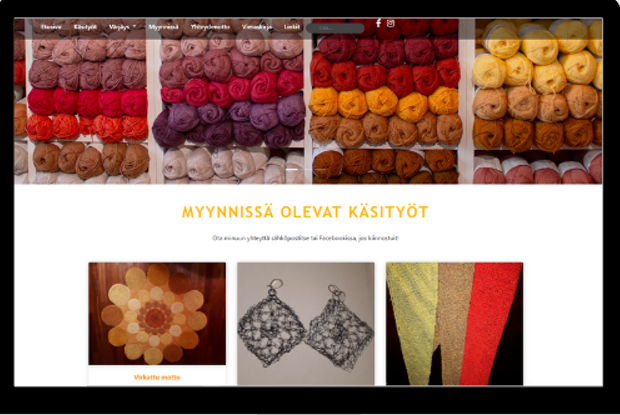 Etusivu Käsityöt Värjäys Myynnissä Yhteydenotto Vieraskirja Linkit
MYYNNISSÄ OLEVAT KÄSITYÖT
Ota minuun yhteyttä sähköpostitse tai Facebookissa, jos kiinnostuit!
Virkattu matto